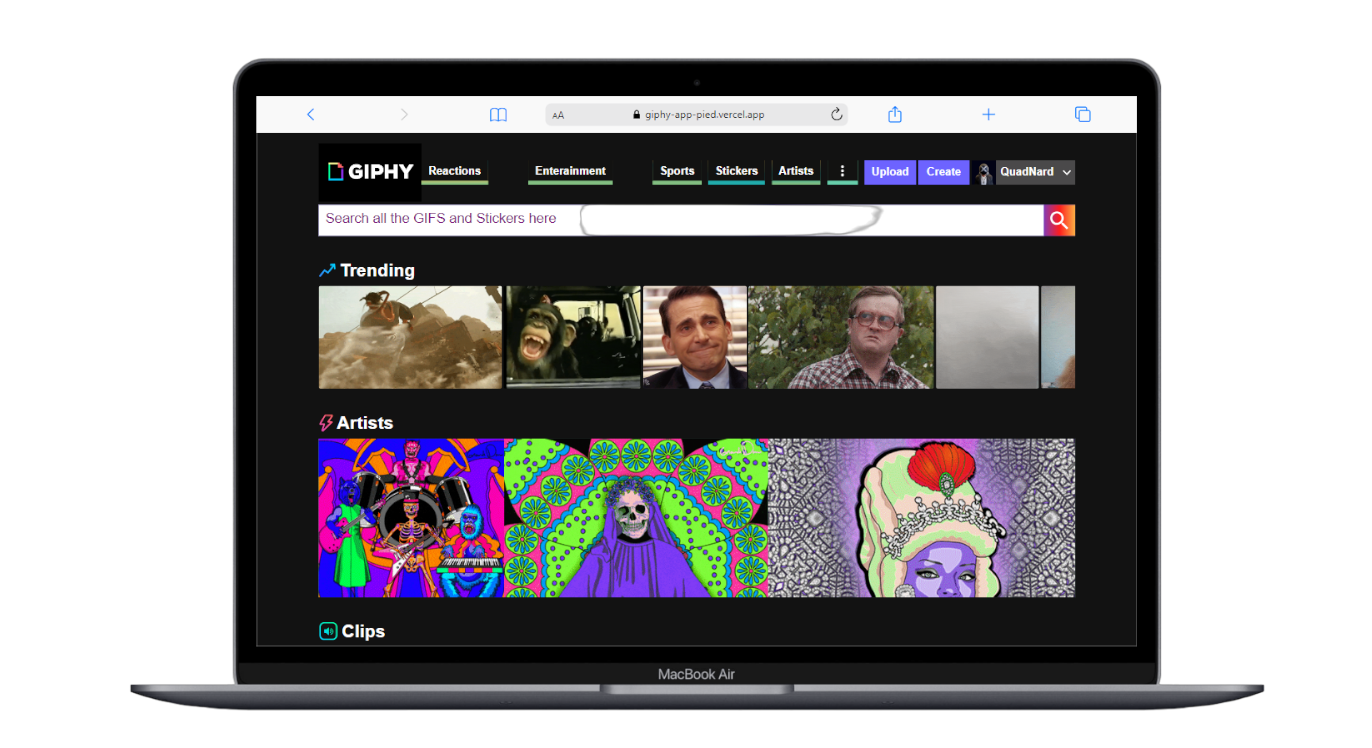 AA giphy-app-pied.vercel.app
GIPHY Reactions Enterainment Sports Stickers Artists Upload Create QuadNard
Search all the GIFS and Stickers here
Trending
Artists
Clips
MacBook Air